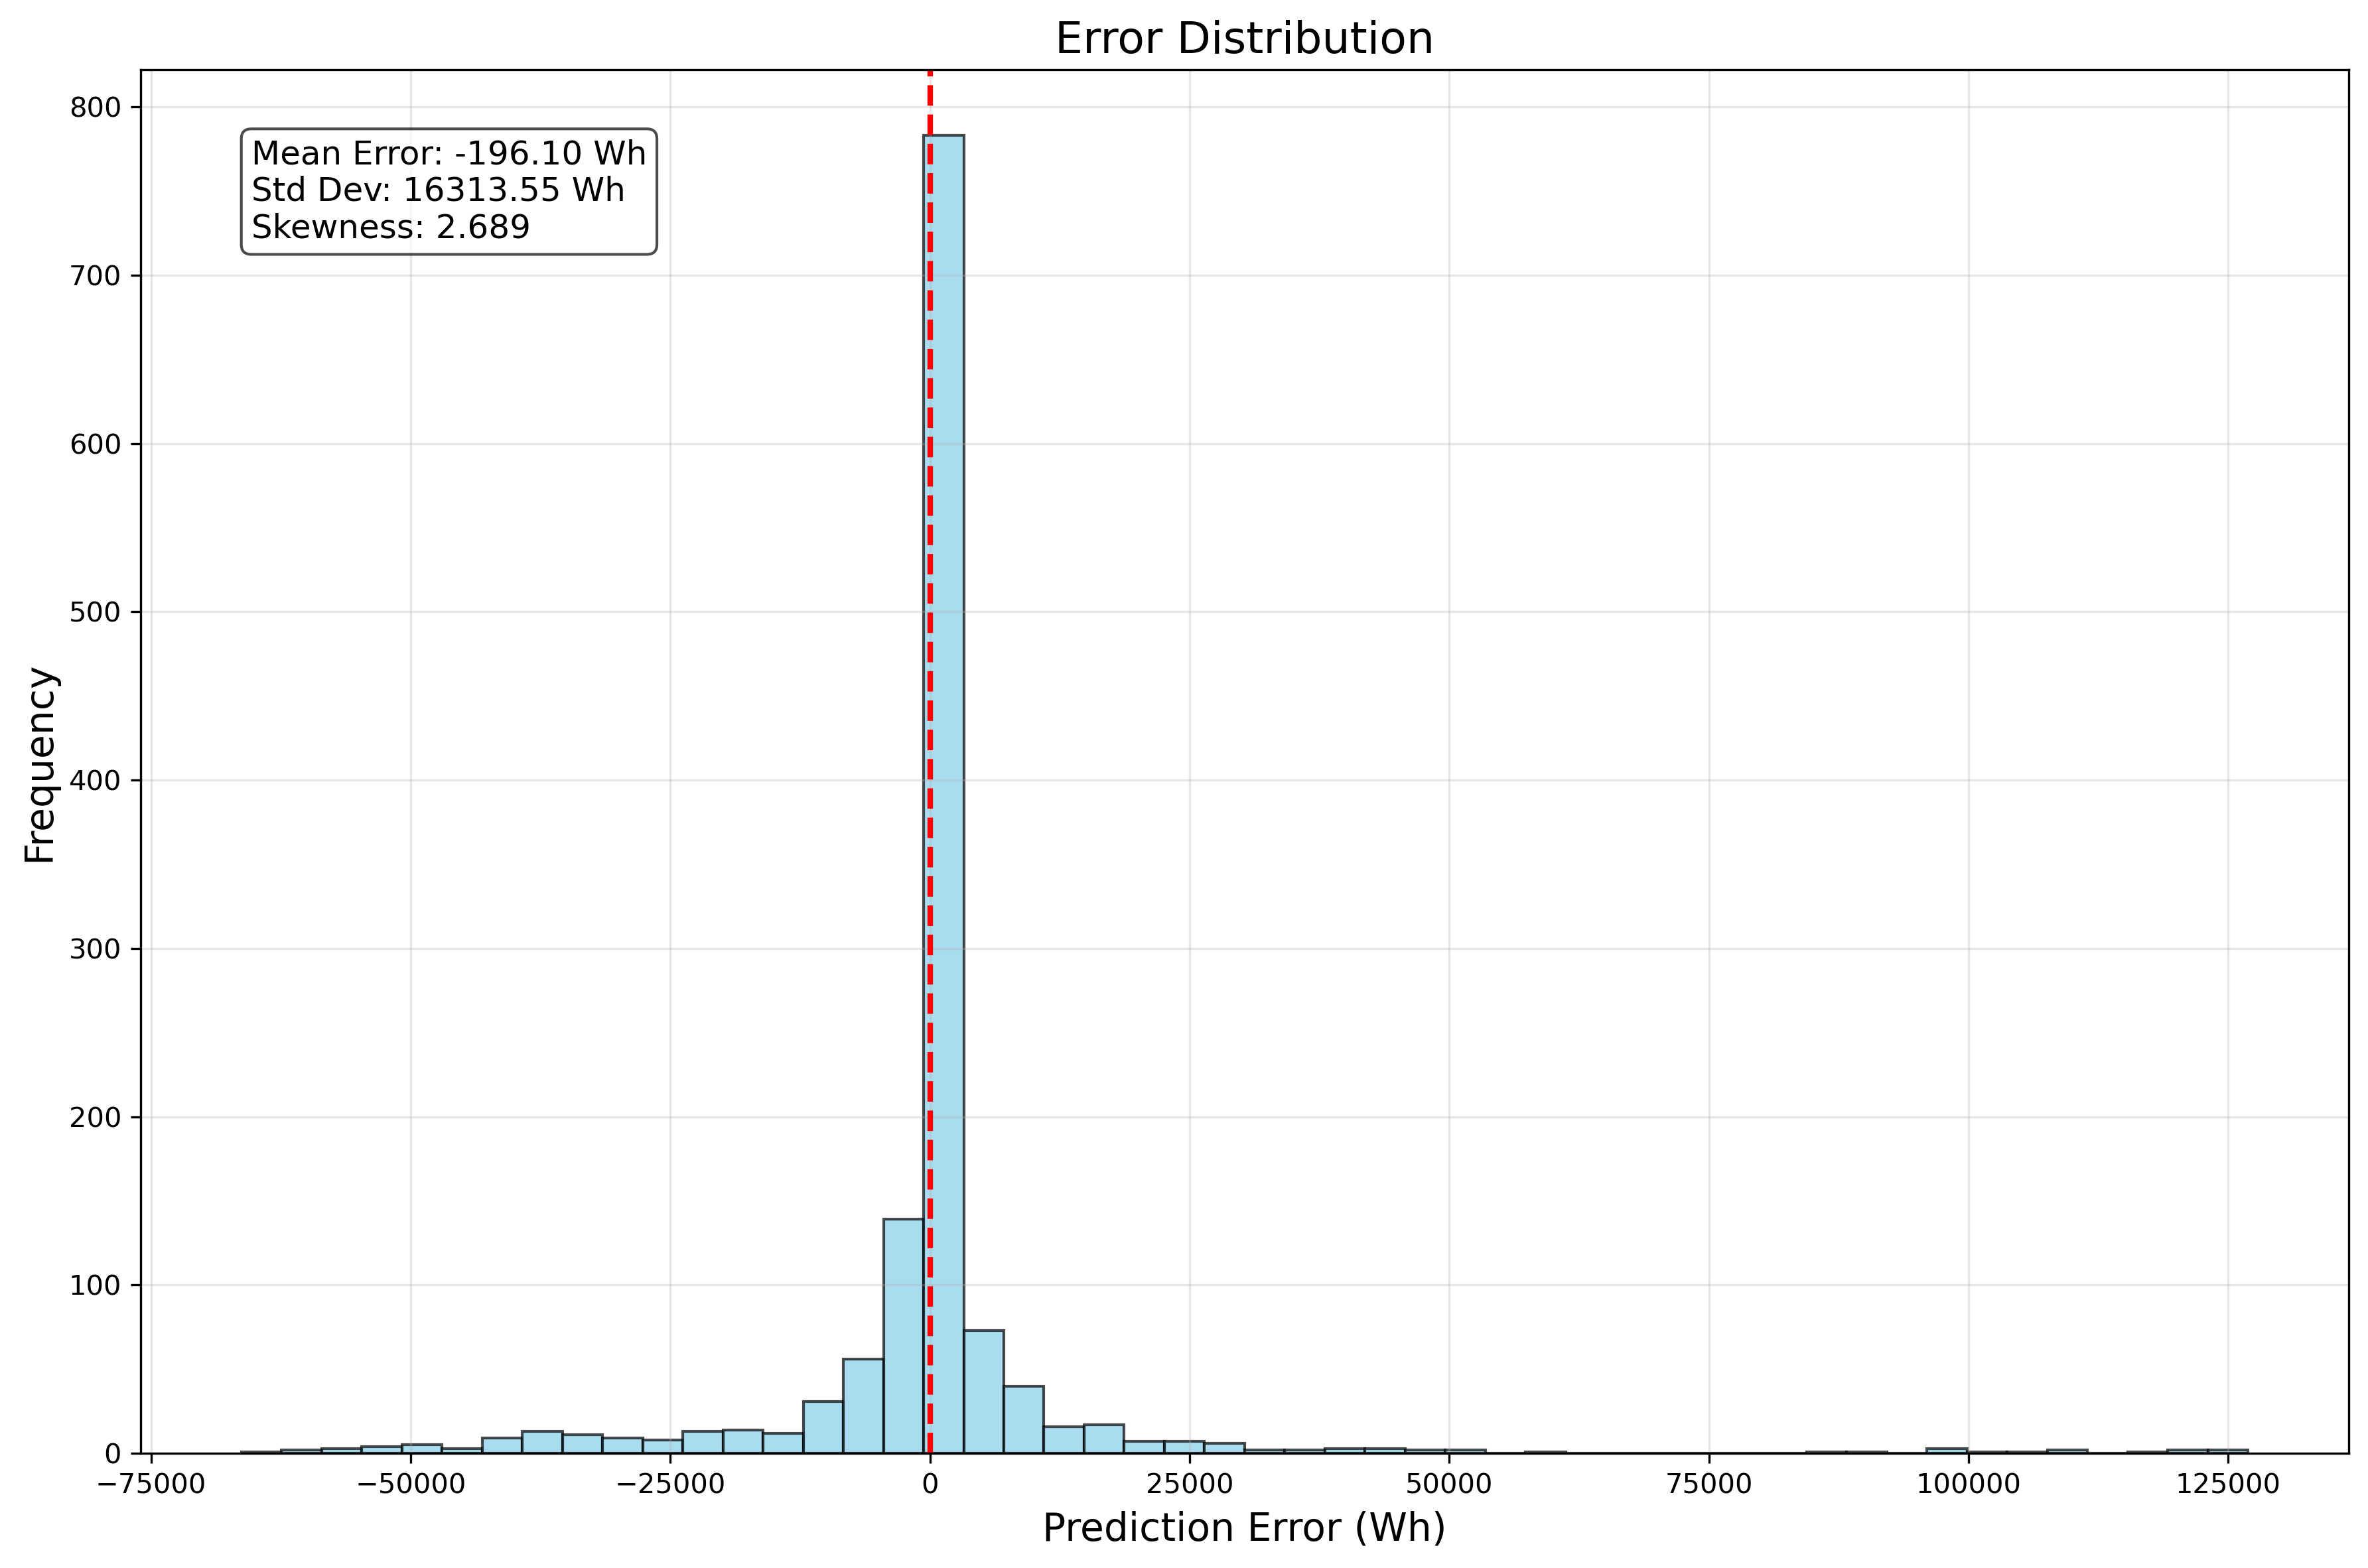 Error Distribution
Mean Error: -196.10 Wh
Std Dev: 16313.55 Wh
Skewness: 2.689
800
700
600
500
400
300
200
100
0
Frequency
−75000 −50000 −25000 0 25000 50000 75000 100000 125000
Prediction Error (Wh)